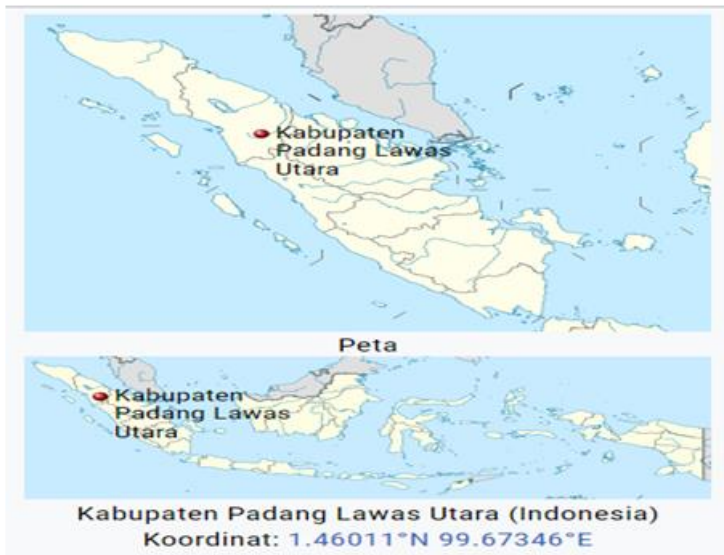 Kabupaten
Padang Lawas
Utara
Peta
Kabupaten
Padang Lawas
Utara
Kabupaten Padang Lawas Utara (Indonesia)
Koordinat: 1.46011°N 99.67346°E